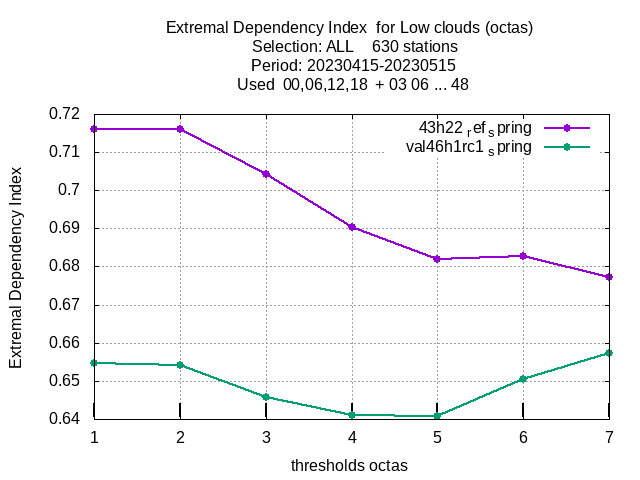 Extremal Dependency Index  for Low clouds (octas)
Selection: ALL    630 stations
Period: 20230415-20230515
Used  00,06,12,18  + 03 06 ... 48
43h22 ref spring
val46h1rc1 spring
Extremal Dependency Index
0.72
0.71
0.7
0.69
0.68
0.67
0.66
0.65
0.64
1 2 3 4 5 6 7
thresholds octas